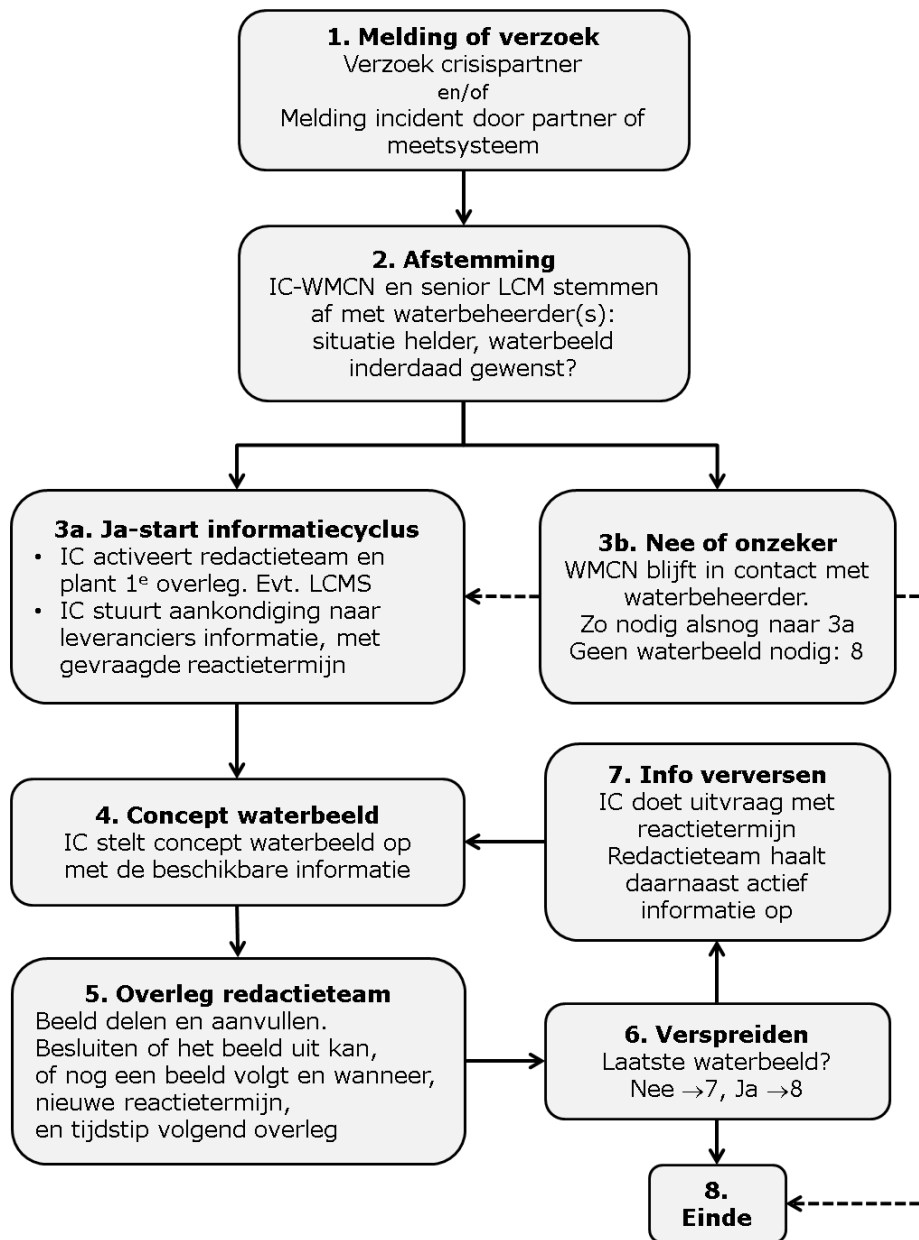 1. Melding of verzoek
Verzoek crisispartner
en/of
Melding incident door partner of
meetsysteem
2. Afstemming
IC-WMCN en senior LCM stemmen
af met waterbeheerder(s):
situatie helder, waterbeeld
inderdaad gewenst?
3a. Ja-start informatiecyclus
• IC activeert redactieteam en
plant 1e overleg. Evt. LCMS
• IC stuurt aankondiging naar
leveranciers informatie, met
gevraagde reactietermijn
3b. Nee of onzeker
WMCN blijft in contact met
waterbeheerder.
Zo nodig alsnog naar 3a
Geen waterbeeld nodig: 8
4. Concept waterbeeld
IC stelt concept waterbeeld op
met de beschikbare informatie
7. Info verversen
IC doet uitvraag met
reactietermijn
Redactieteam haalt
daarnaast actief
informatie op
5. Overleg redactieteam
Beeld delen en aanvullen.
Besluiten of het beeld uit kan,
of nog een beeld volgt en wanneer,
nieuwe reactietermijn,
en tijdstip volgend overleg
6. Verspreiden
Laatste waterbeeld?
Nee →7, Ja →8
8.
Einde